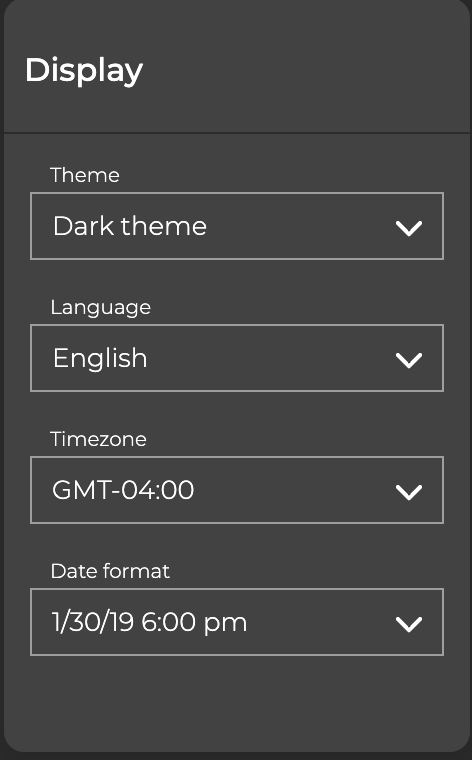 Display
Theme
Dark theme
Language
English
Timezone
GMT-04:00
Date format
1/30/19 6:00 pm